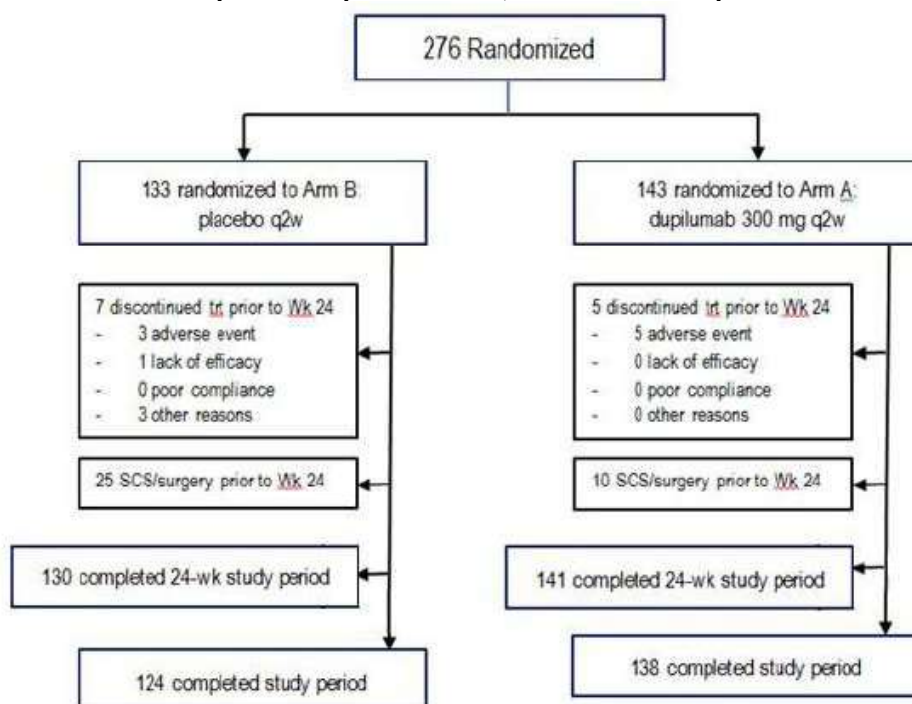 276 Randomized
133 randomized to Arm B:
placebo q2w
143 randomized to Arm A:
dupilumab 300 mg q2w
7 discontinued trt prior to Wk 24
- 3 adverse event
- 1 lack of efficacy
- 0 poor compliance
- 3 other reasons
5 discontinued trt prior to Wk 24
- 5 adverse event
- 0 lack of efficacy
- 0 poor compliance
- 0 other reasons
25 SCS/surgery prior to Wk 24
10 SCS/surgery prior to Wk 24
130 completed 24-wk study period
141 completed 24-wk study period
124 completed study period
138 completed study period